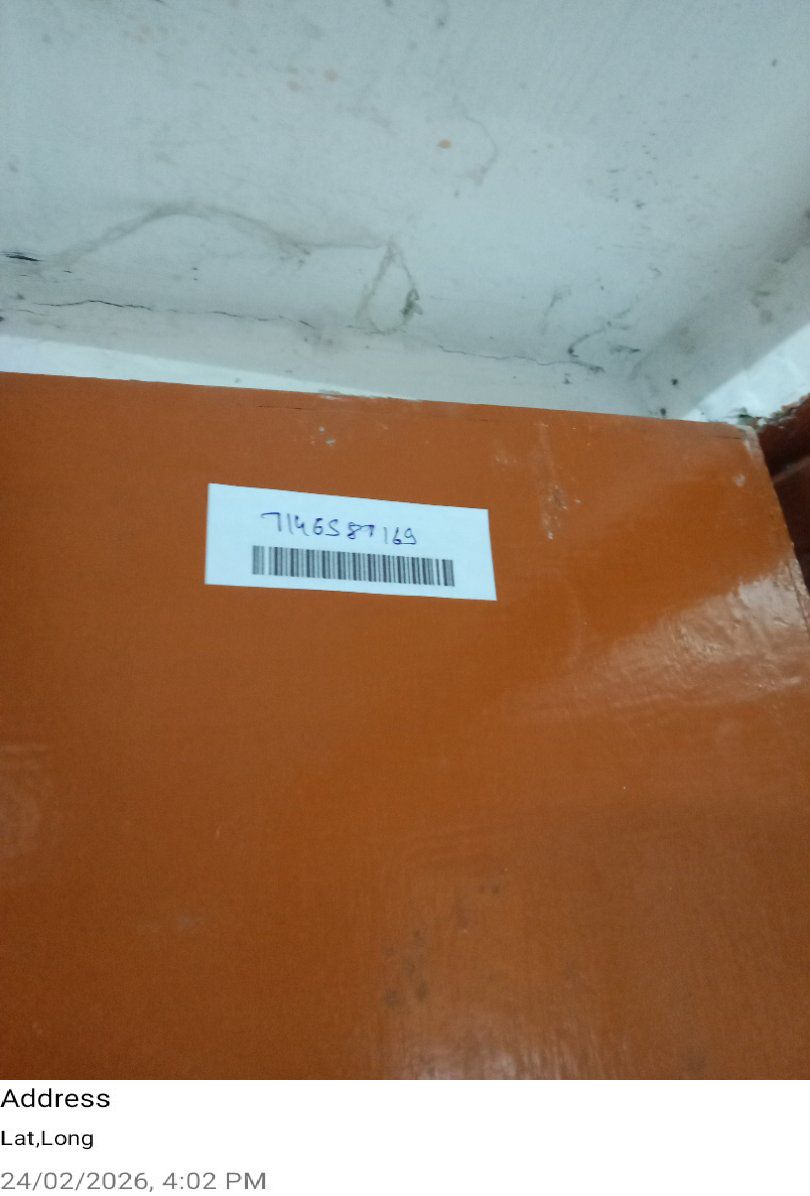 7146587169
Address
Lat,Long
24/02/2026, 4:02 PM